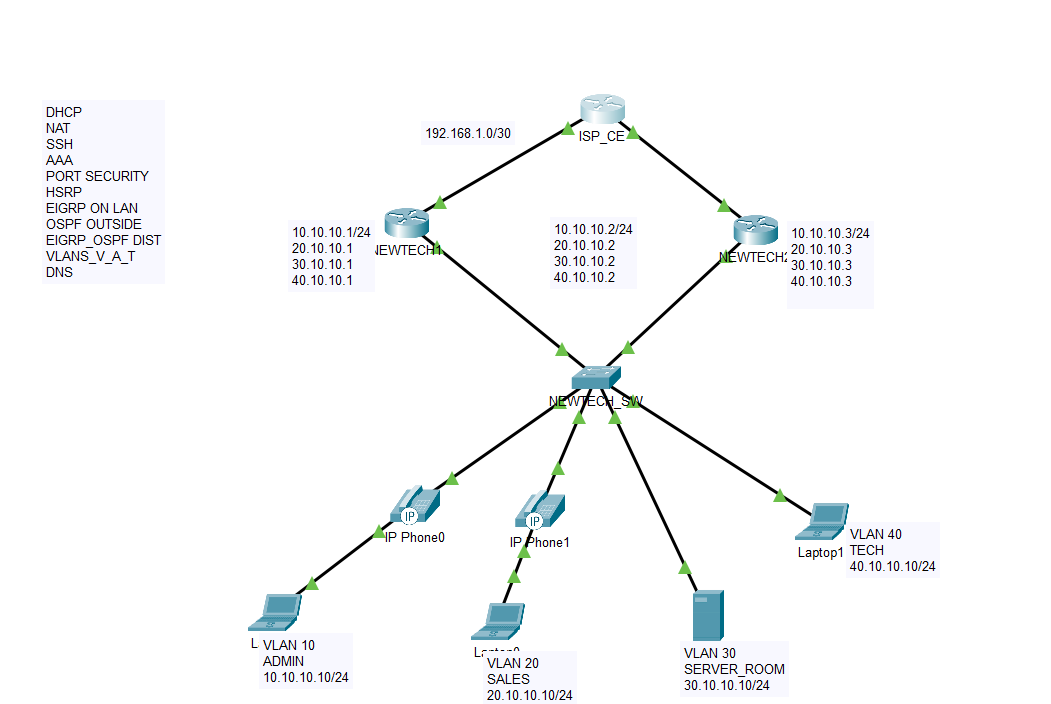 DHCP
NAT
SSH
AAA
PORT SECURITY
HSRP
EIGRP ON LAN
OSPF OUTSIDE
EIGRP_OSPF DIST
VLANS_V_A_T
DNS
192.168.1.0/30
ISP_CE
10.10.10.1/24
20.10.10.1
30.10.10.1
40.10.10.1
NEWTECH1
10.10.10.2/24
20.10.10.2
30.10.10.2
40.10.10.2
NEWTECH2
10.10.10.3/24
20.10.10.3
30.10.10.3
40.10.10.3
NEWTECH_SW
IP
IP Phone0
IP
IP Phone1
Laptop1
VLAN 40
TECH
40.10.10.10/24
L
VLAN 10
ADMIN
10.10.10.10/24
Laptop0
VLAN 20
SALES
20.10.10.10/24
VLAN 30
SERVER_ROOM
30.10.10.10/24